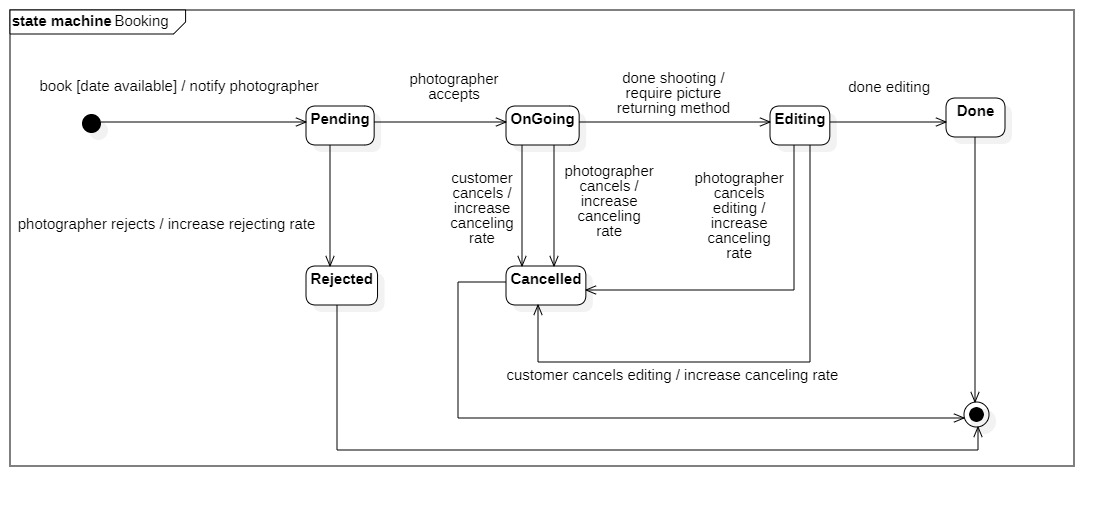 state machine Booking
book [date available] / notify photographer
photographer
accepts
done shooting /
require picture
returning method
done editing
Pending
OnGoing
Editing
Done
customer
cancels /
increase
canceling
rate
photographer
cancels /
increase
canceling
rate
photographer
cancels
editing /
increase
canceling
rate
photographer rejects / increase rejecting rate
Rejected
Cancelled
customer cancels editing / increase canceling rate